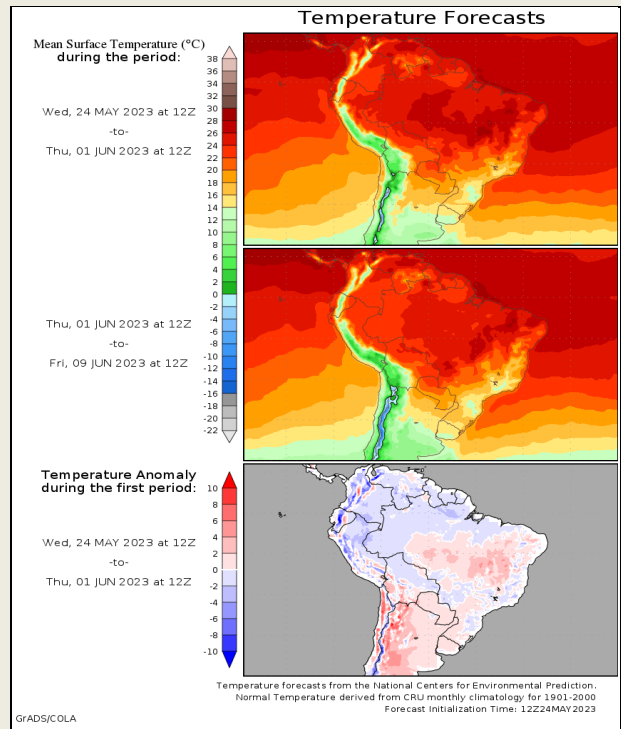 Temperature Forecasts
Mean Surface Temperature (°C)
during the period:
38
36
34
32
30
28
26
24
22
20
18
16
14
12
10
8
6
4
2
0
-2
-4
-6
-8
-10
-12
-14
-16
-18
-20
-22
Wed, 24 MAY 2023 at 12Z
-to-
Thu, 01 JUN 2023 at 12Z
Thu, 01 JUN 2023 at 12Z
-to-
Fri, 09 JUN 2023 at 12Z
Temperature Anomaly
during the first period:
10
8
6
4
2
0
-2
-4
-6
-8
-10
Wed, 24 MAY 2023 at 12Z
-to-
Thu, 01 JUN 2023 at 12Z
Temperature forecasts from the National Centers for Environmental Prediction.
Normal Temperature derived from CRU monthly climatology for 1901-2000
Forecast Initialization Time: 12Z24MAY2023
GrADS/COLA